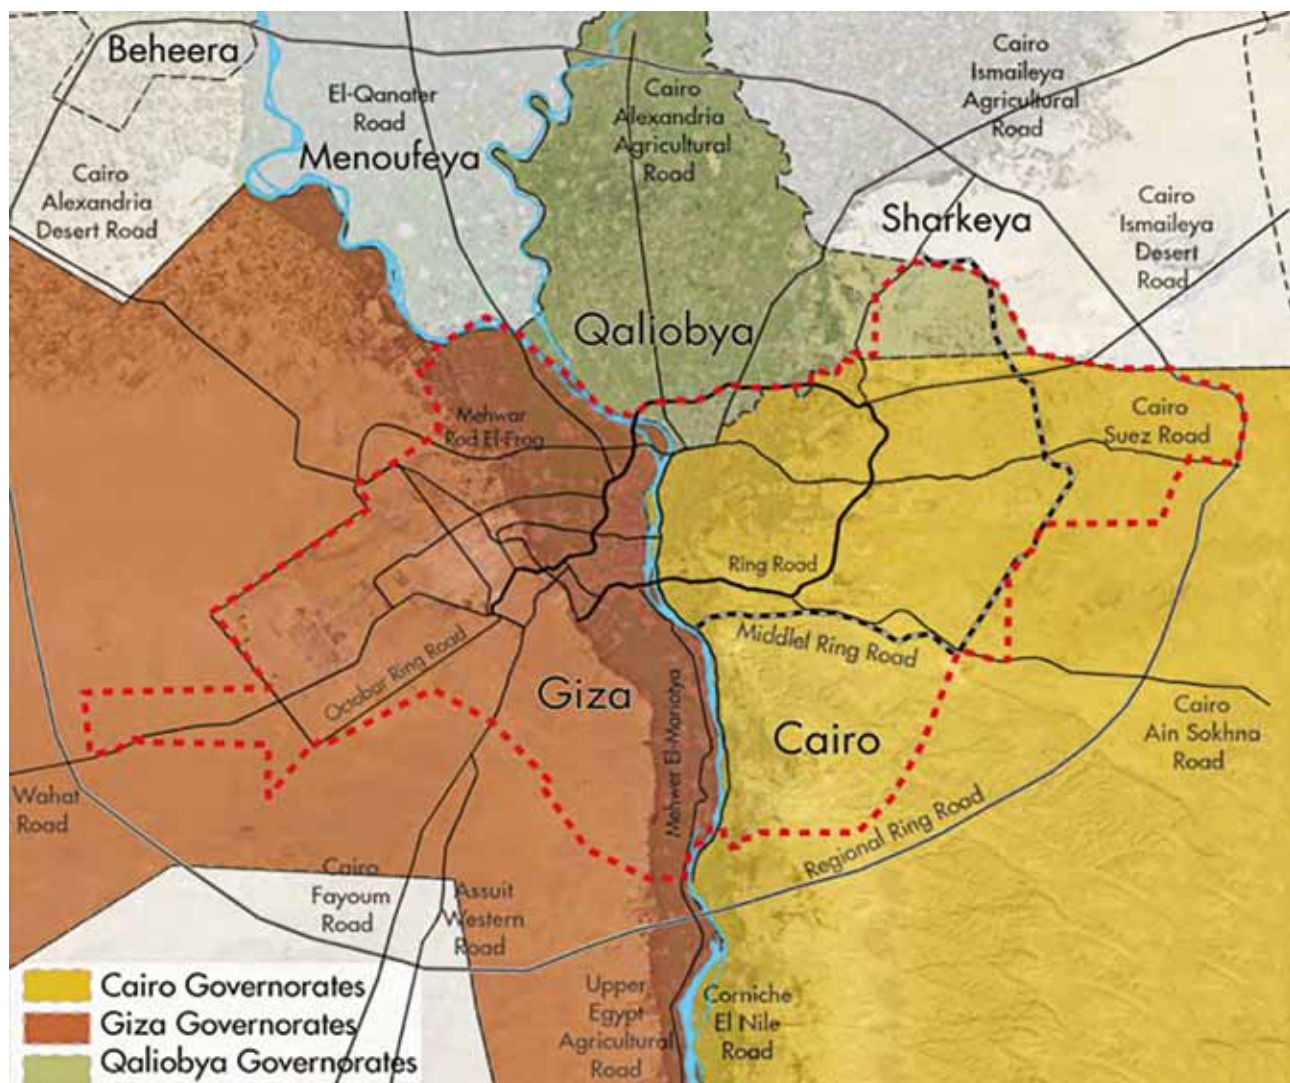 Beheera
El-Qanater
Road
Menoufeya
Cairo
Alexandria
Desert Road
Cairo
Alexandria
Agricultural
Road
Cairo
Ismaileya
Agricultural
Road
Sharkeya
Cairo
Ismaileya
Desert
Road
Qaliobya
Mehwar
Rod El-Frag
Cairo
Suez Road
Ring Road
Middlel Ring Road
Octobar Ring Road
Giza
Mehwer El-Mariotya
Cairo
Cairo
Ain Sokhna
Road
Wahat
Road
Regional Ring Road
Cairo
Fayoum
Road
Assuit
Western
Road
Upper
Egypt
Agricultural
Road
Corniche
El Nile
Road
Cairo Governorates
Giza Governorates
Qaliobya Governorates